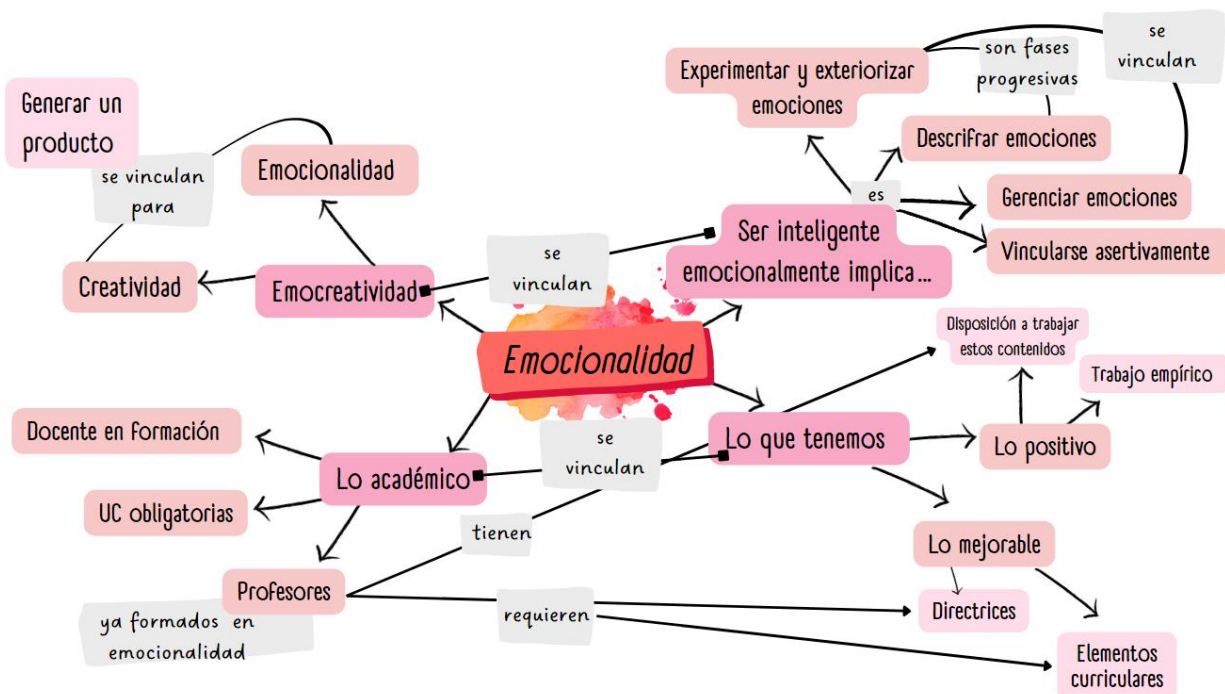 Generar un
producto
se vinculan
para
Emocionalidad
Creatividad
Emocreatividad
se
vinculan
Experimentar y exteriorizar
emociones
son fases
progresivas
se
vinculan
Descrifrar emociones
es
Gerenciar emociones
Vincularse asertivamente
Ser inteligente
emocionalmente implica...
Emocionalidad
Disposición a trabajar
estos contenidos
Trabajo empírico
Lo que tenemos
Lo positivo
se
vinculan
Docente en formación
Lo académico
UC obligatorias
tienen
Profesores
ya formados en
emocionalidad
requieren
Lo mejorable
Directrices
Elementos
curriculares